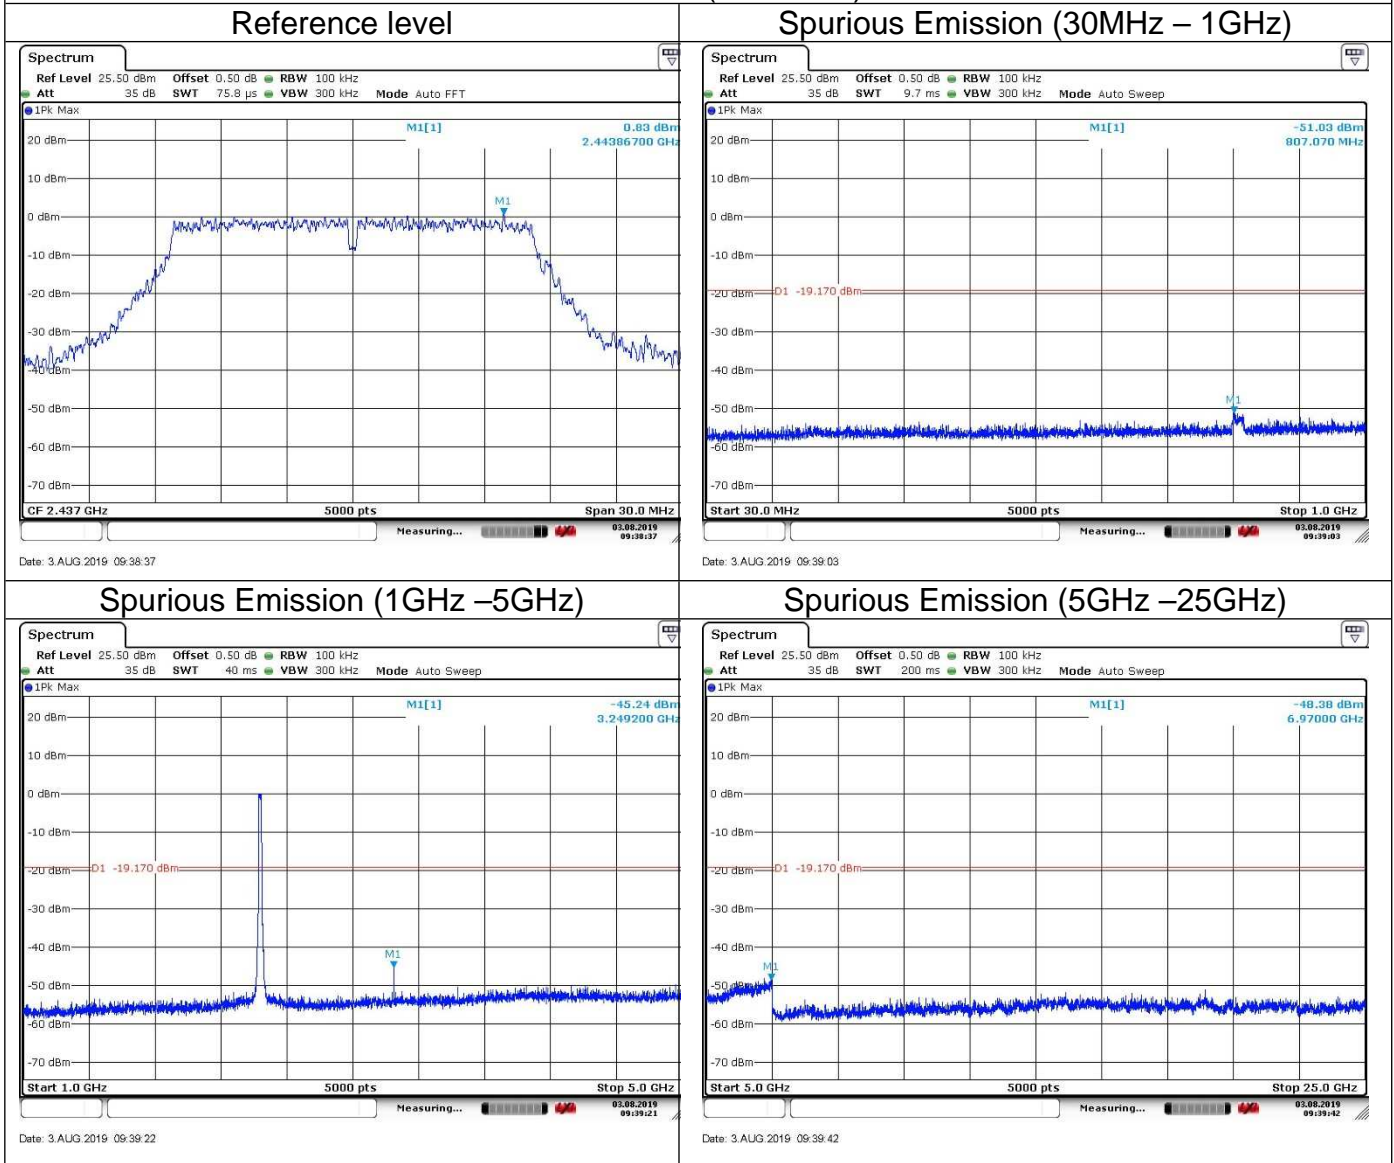 Reference level
Spectrum
Ref Level 25.50 dBm Offset 0.50 dB RBW 100 kHz
Att 35 dB SWT 75.8 µs VBW 300 kHz Mode Auto FFT
1Pk Max
M1[1] 0.83 dBm
2.44386700 GHz
20 dBm
10 dBm
M1
0 dBm
-10 dBm
-20 dBm
-30 dBm
-40 dBm
-50 dBm
-60 dBm
-70 dBm
CF 2.437 GHz 5000 pts Span 30.0 MHz
Measuring... 03.08.2019
09:38:37
Date: 3.AUG.2019 09:38:37
Spurious Emission (30MHz – 1GHz)
Spectrum
Ref Level 25.50 dBm Offset 0.50 dB RBW 100 kHz
Att 35 dB SWT 9.7 ms VBW 300 kHz Mode Auto Sweep
1Pk Max
M1[1] -51.03 dBm
807.070 MHz
20 dBm
10 dBm
0 dBm
-10 dBm
-20 dBm D1 -19.170 dBm
-30 dBm
-40 dBm
M1
-50 dBm
-60 dBm
-70 dBm
Start 30.0 MHz 5000 pts Stop 1.0 GHz
Measuring... 03.08.2019
09:39:03
Date: 3.AUG.2019 09:39:03
Spurious Emission (1GHz –5GHz)
Spectrum
Ref Level 25.50 dBm Offset 0.50 dB RBW 100 kHz
Att 35 dB SWT 40 ms VBW 300 kHz Mode Auto Sweep
1Pk Max
M1[1] -45.24 dBm
3.249200 GHz
20 dBm
10 dBm
0 dBm
-10 dBm
-20 dBm D1 -19.170 dBm
-30 dBm
-40 dBm
M1
-50 dBm
-60 dBm
-70 dBm
Start 1.0 GHz 5000 pts Stop 5.0 GHz
Measuring... 03.08.2019
09:39:21
Date: 3.AUG.2019 09:39:22
Spurious Emission (5GHz –25GHz)
Spectrum
Ref Level 25.50 dBm Offset 0.50 dB RBW 100 kHz
Att 35 dB SWT 200 ms VBW 300 kHz Mode Auto Sweep
1Pk Max
M1[1] -48.38 dBm
6.97000 GHz
20 dBm
10 dBm
0 dBm
-10 dBm
-20 dBm D1 -19.170 dBm
-30 dBm
-40 dBm
M1
-50 dBm
-60 dBm
-70 dBm
Start 5.0 GHz 5000 pts Stop 25.0 GHz
Measuring... 03.08.2019
09:39:42
Date: 3.AUG.2019 09:39:42